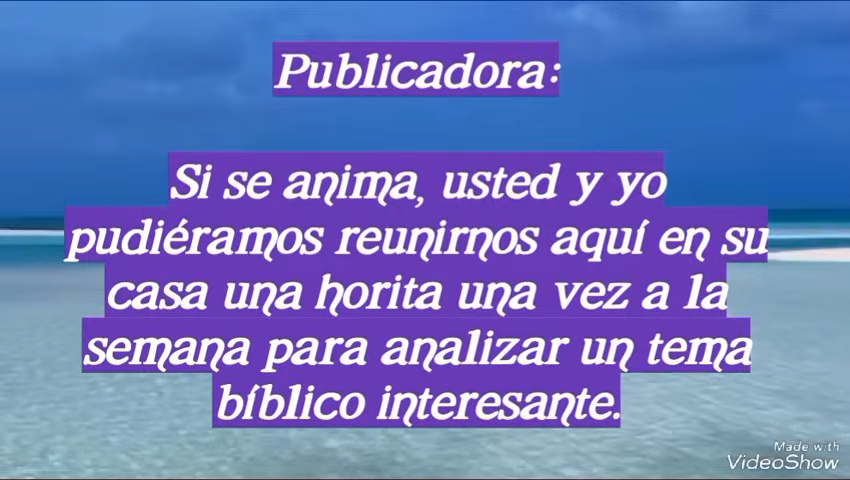 Publicadora:
Si se anima, usted y yo
pudiéramos reunirnos aquí en su
casa una horita una vez a la
semana para analizar un tema
bíblico interesante.
Made with
VideoShow